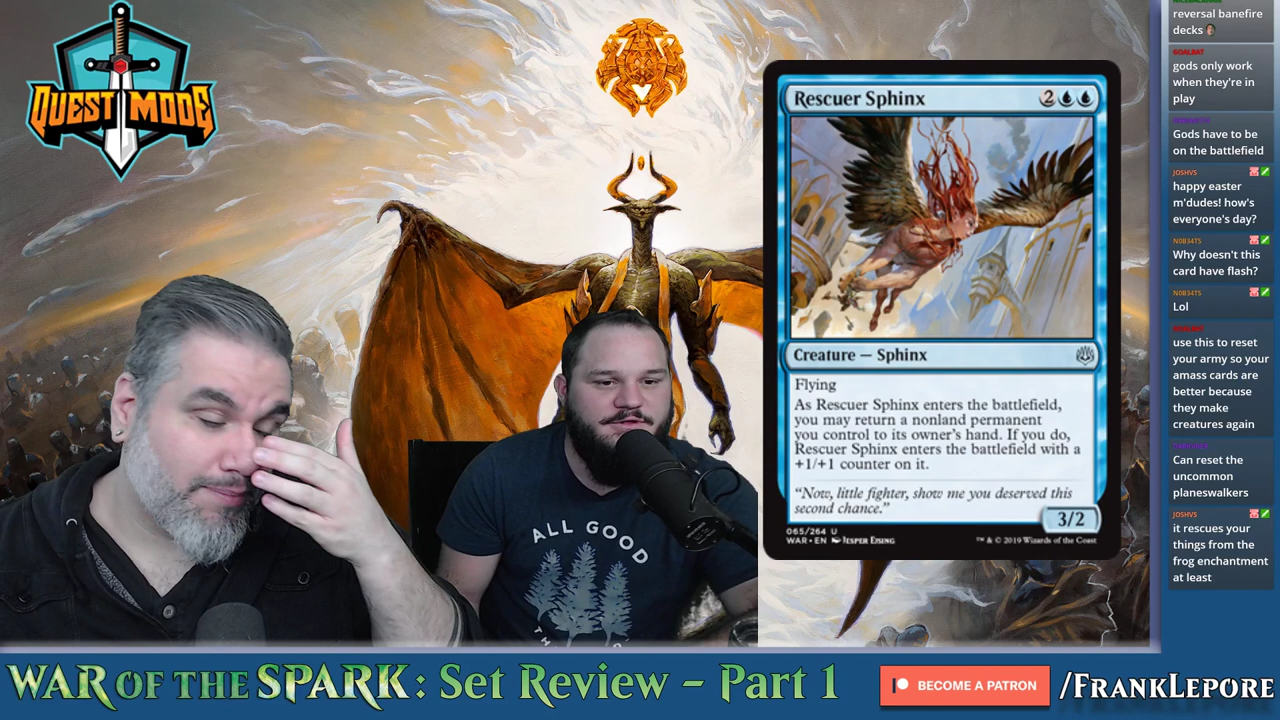 QUEST MODE
Rescuer Sphinx
2
Creature — Sphinx
Flying
As Rescuer Sphinx enters the battlefield,
you may return a nonland permanent
you control to its owner's hand. If you do,
Rescuer Sphinx enters the battlefield with a
+1/+1 counter on it.
"Now, little fighter, show me you deserved this
second chance."
3/2
065/264 U
WAR • EN JESPER EJSING
™ & © 2019 Wizards of the Coast
ALL GOOD
TH
reversal banefire
decks
GOALBAT
gods only work
when they're in
play
Gods have to be
on the battlefield
JOSHVS
happy easter
m'dudes! how's
everyone's day?
N0B34TS
Why doesn't this
card have flash?
N0B34TS
Lol
use this to reset
your army so your
amass cards are
better because
they make
creatures again
Can reset the
uncommon
planeswalkers
JOSHVS
it rescues your
things from the
frog enchantment
at least
WAR OF THE SPARK: Set Review - Part 1
BECOME A PATRON
/FRANKLEPORE